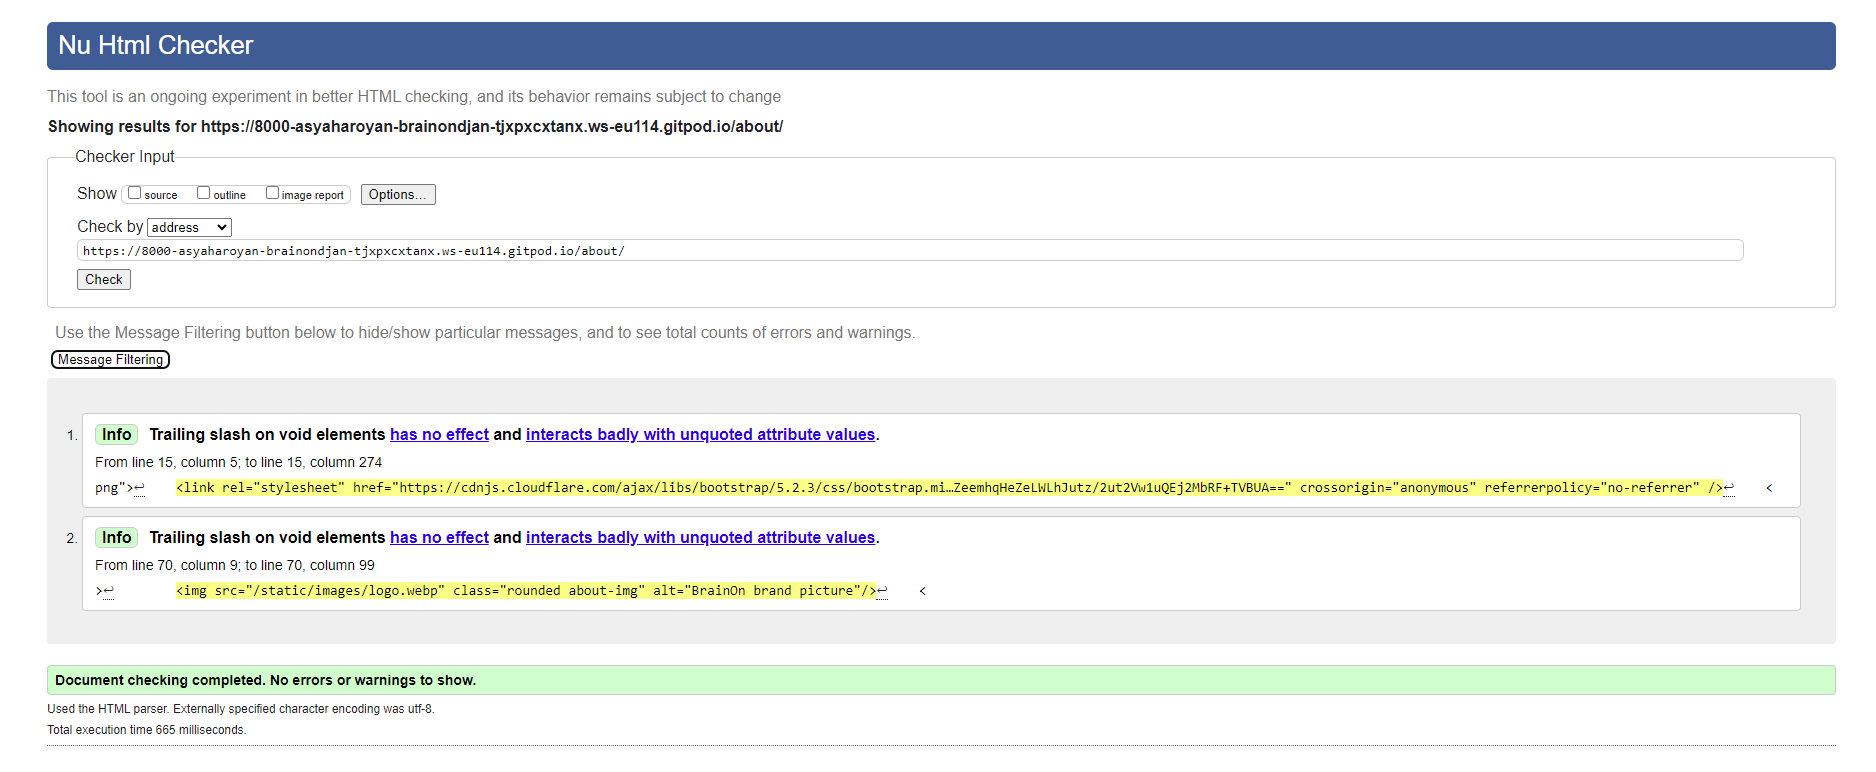 Nu Html Checker
This tool is an ongoing experiment in better HTML checking, and its behavior remains subject to change
Showing results for https://8000-asyaharoyan-brainondjan-tjxpxcxtanx.ws-eu114.gitpod.io/about/
Checker Input
Show source outline image report Options...
Check by address
https://8000-asyaharoyan-brainondjan-tjxpxcxtanx.ws-eu114.gitpod.io/about/
Check
Use the Message Filtering button below to hide/show particular messages, and to see total counts of errors and warnings.
Message Filtering
1. Info Trailing slash on void elements has no effect and interacts badly with unquoted attribute values.
From line 15, column 5; to line 15, column 274
png">↩ <link rel="stylesheet" href="https://cdnjs.cloudflare.com/ajax/libs/bootstrap/5.2.3/css/bootstrap.mi…ZeemhqHeZeLWLhJutz/2ut2Vw1uQEj2MbRF+TVBUA==" crossorigin="anonymous" referrerpolicy="no-referrer" />↩ <
2. Info Trailing slash on void elements has no effect and interacts badly with unquoted attribute values.
From line 70, column 9; to line 70, column 99
>↩ <img src="/static/images/logo.webp" class="rounded about-img" alt="BrainOn brand picture"/>↩ <
Document checking completed. No errors or warnings to show.
Used the HTML parser. Externally specified character encoding was utf-8.
Total execution time 665 milliseconds.